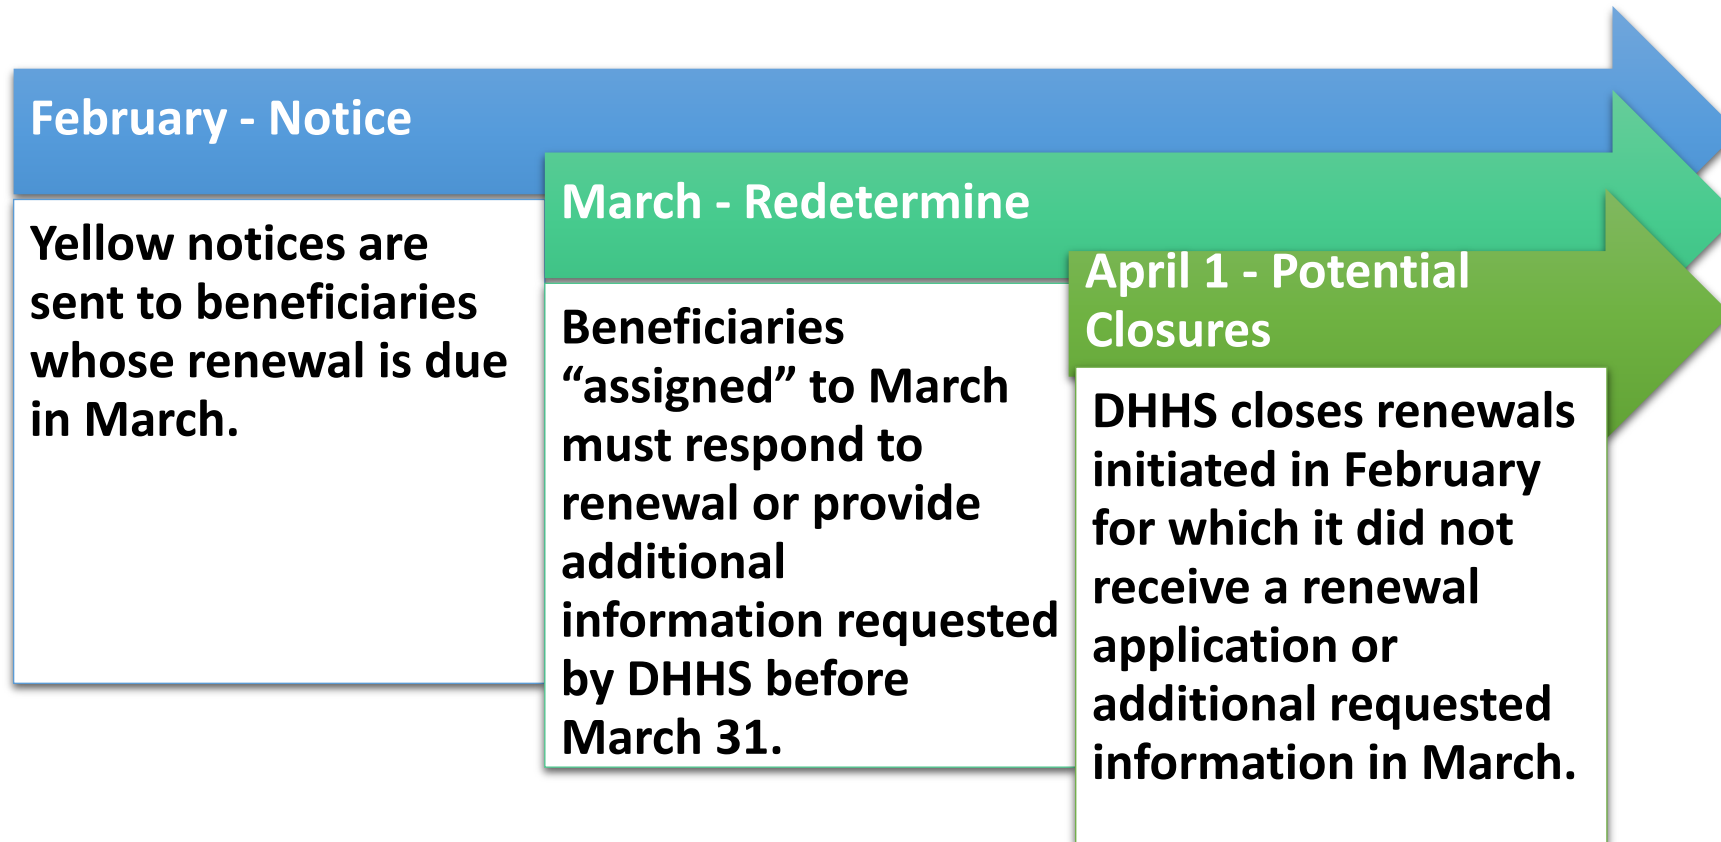 February - Notice
Yellow notices are
sent to beneficiaries
whose renewal is due
in March.
March - Redetermine
Beneficiaries
“assigned” to March
must respond to
renewal or provide
additional
information requested
by DHHS before
March 31.
April 1 - Potential
Closures
DHHS closes renewals
initiated in February
for which it did not
receive a renewal
application or
additional requested
information in March.